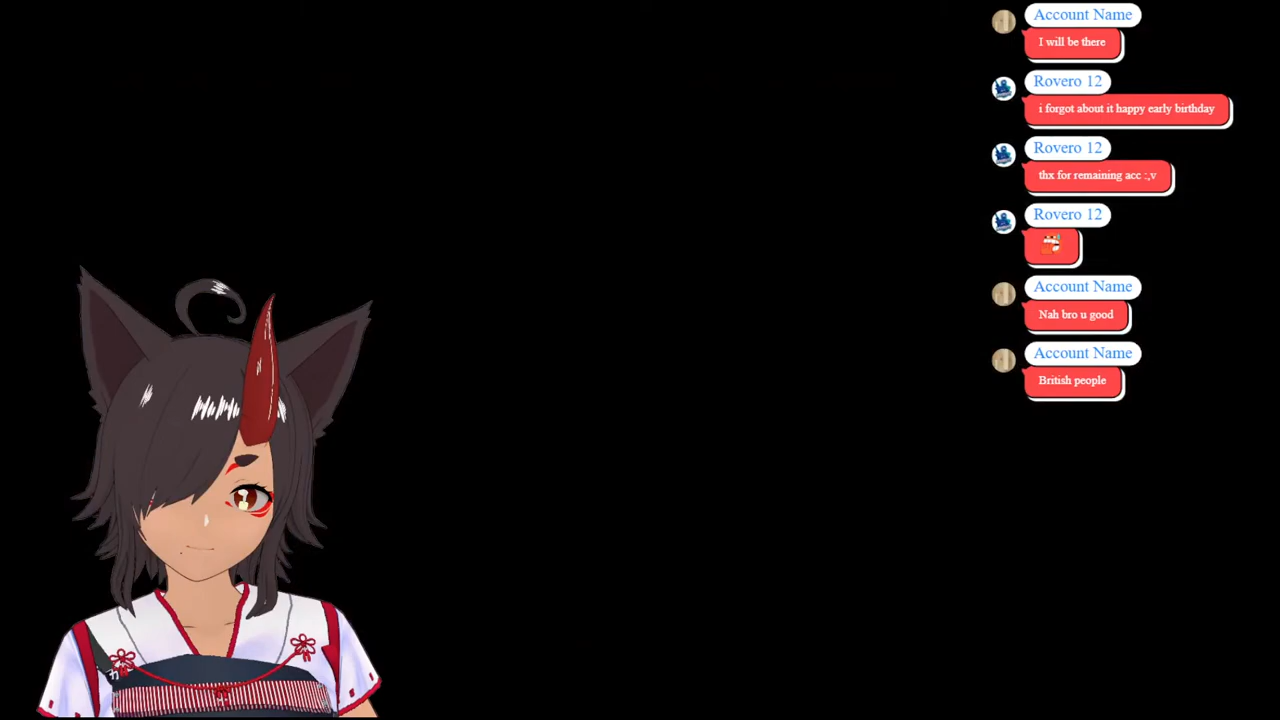 Account Name
I will be there
Rovero 12
i forgot about it happy early birthday
Rovero 12
thx for remaining acc :,v
Rovero 12
Account Name
Nah bro u good
Account Name
British people